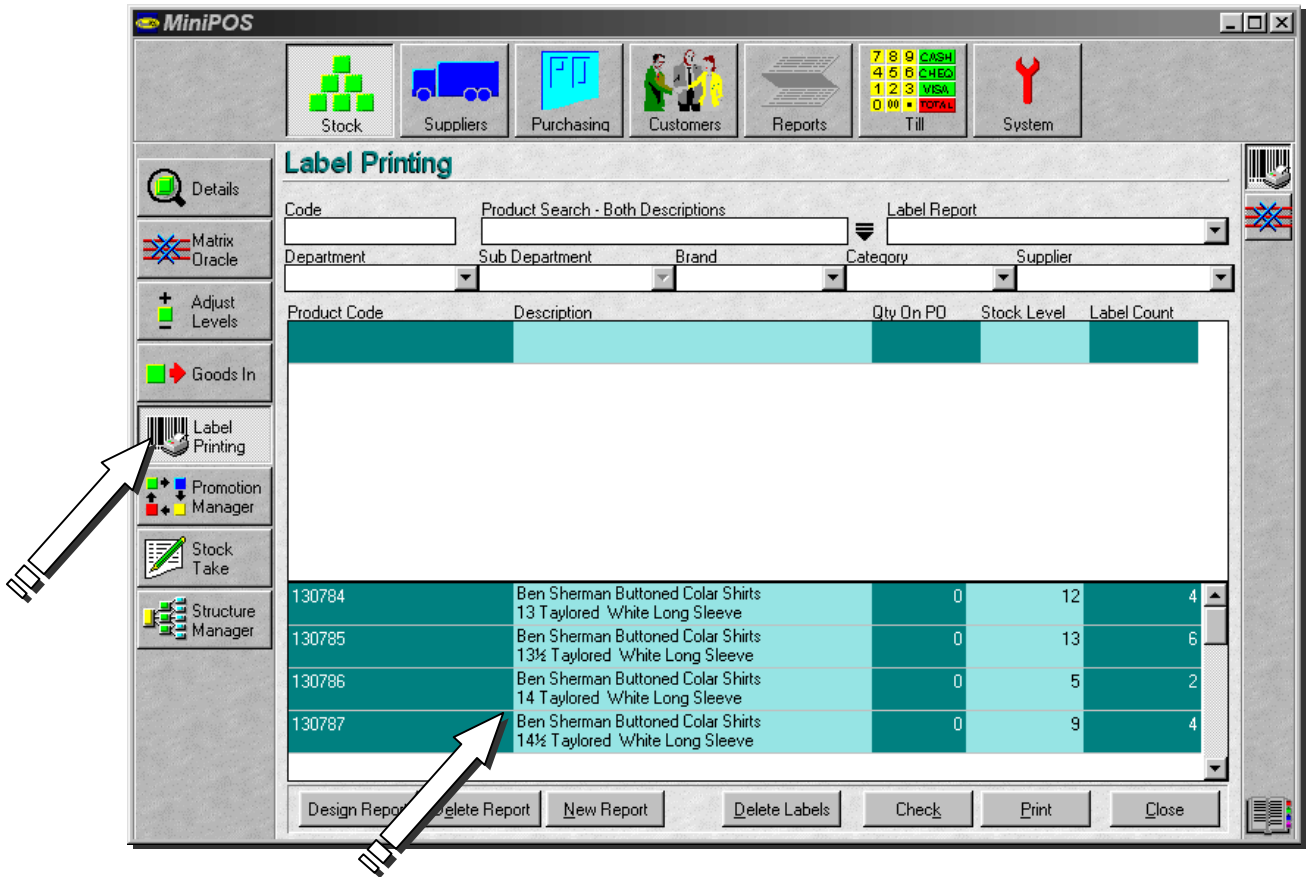 MiniPOS
7 8 9 CASH
4 5 6 CHEQ
1 2 3 VISA
0 00 TOTAL
Stock
Suppliers
Purchasing
Customers
Reports
Till
System
Label Printing
Details
Matrix
Oracle
Adjust
Levels
Goods In
Label
Printing
Promotion
Manager
Stock
Take
Structure
Manager
Code
Product Search - Both Descriptions
Label Report
Department
Sub Department
Brand
Category
Supplier
Product Code
Description
Qty On PO
Stock Level
Label Count
130784
Ben Sherman Buttoned Colar Shirts
13 Taylored White Long Sleeve
0
12
4
130785
Ben Sherman Buttoned Colar Shirts
13½ Taylored White Long Sleeve
0
13
6
130786
Ben Sherman Buttoned Colar Shirts
14 Taylored White Long Sleeve
0
5
2
130787
Ben Sherman Buttoned Colar Shirts
14½ Taylored White Long Sleeve
0
9
4
Design Report
Delete Report
New Report
Delete Labels
Check
Print
Close